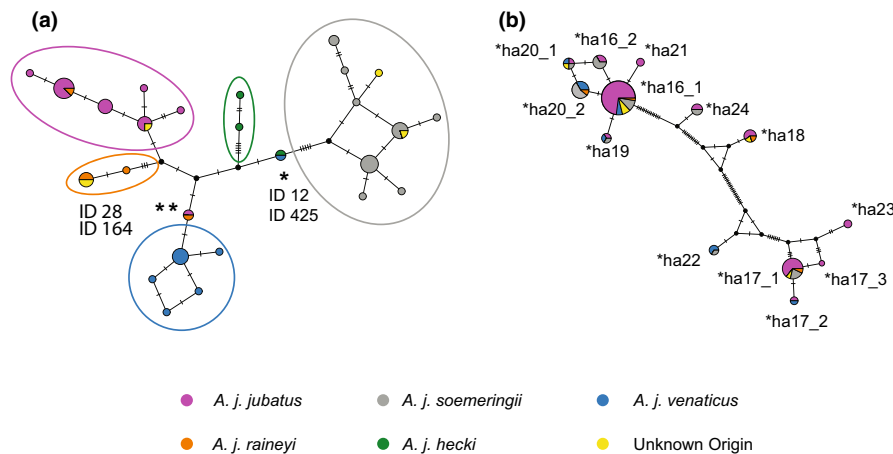 (a)
(b)
*ha20_1
*ha16_2
*ha21
*ha16_1
*ha20_2
*ha24
*ha19
*ha18
*ha23
*ha22
*ha17_1
*ha17_3
*ha17_2
*
ID 12
ID 425
ID 28
ID 164
**
A. j. jubatus
A. j. soemeringii
A. j. venaticus
A. j. raineyi
A. j. hecki
Unknown Origin